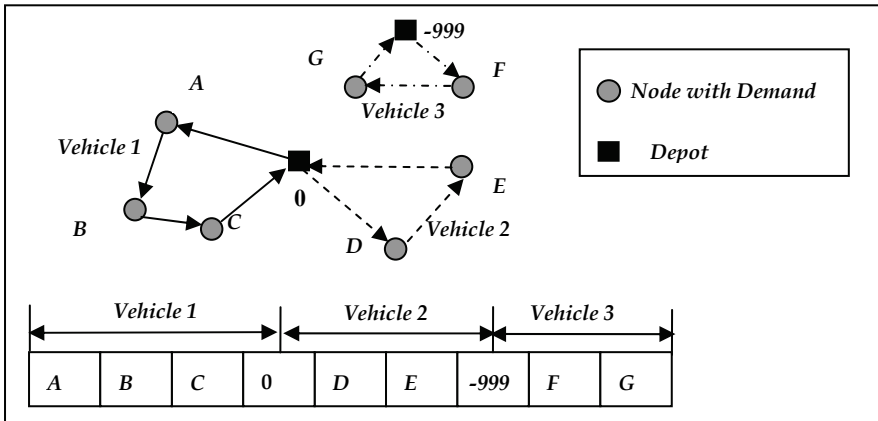 -999
G
F
A
Vehicle 3
Node with Demand
Vehicle 1
Depot
E
0
B
C
D
Vehicle 2
Vehicle 1 Vehicle 2 Vehicle 3
A B C 0 D E -999 F G